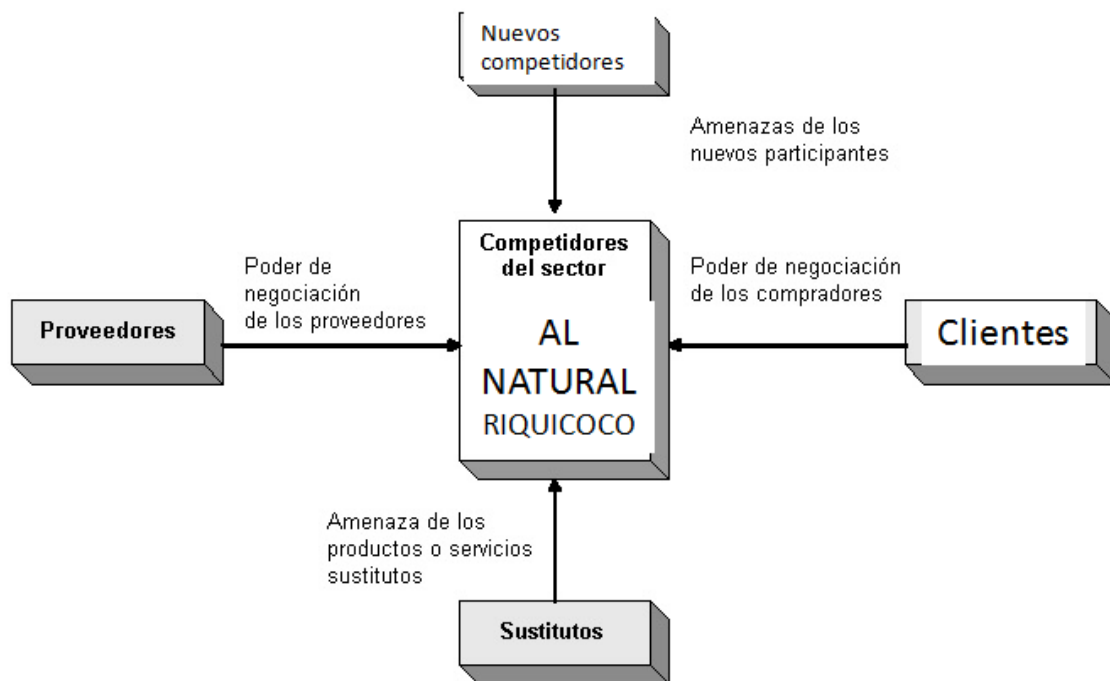 Nuevos
competidores
Amenazas de los
nuevos participantes
Competidores
del sector
AL
NATURAL
RIQUICOCO
Poder de
negociación
de los proveedores
Poder de negociación
de los compradores
Proveedores
Clientes
Amenaza de los
productos o servicios
sustitutos
Sustitutos